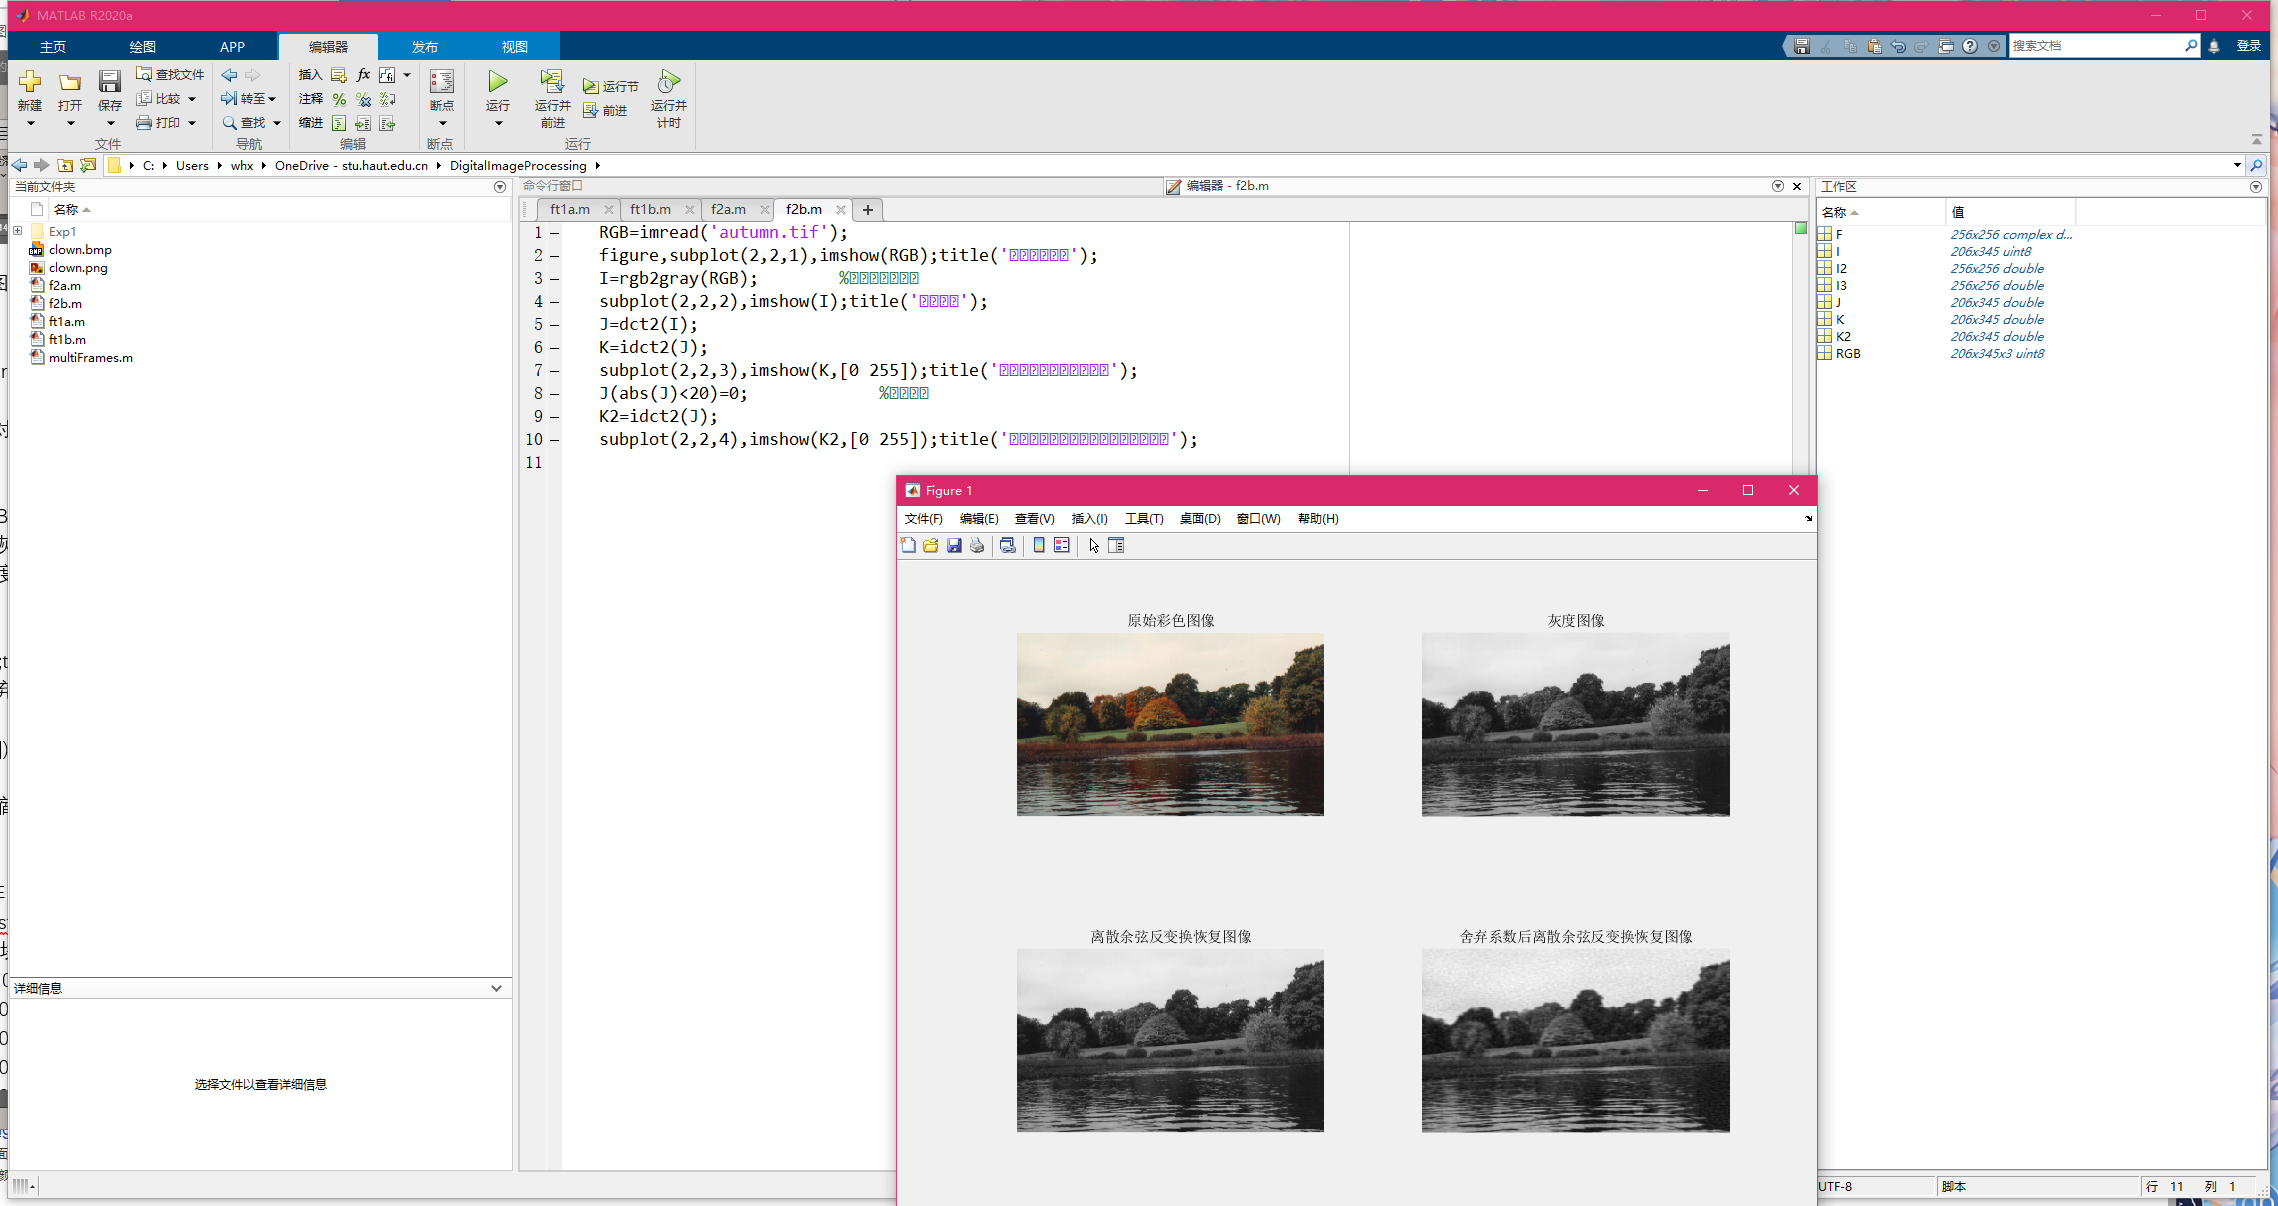 MATLAB R2020a
主页 绘图 APP 编辑器 发布 视图
搜索文档 登录
新建 打开 保存 查找文件 比较 打印
文件
转至 查找
导航
插入 fx
注释
缩进
编辑
断点
断点
运行 运行并前进 运行节 前进 运行并计时
运行
C: Users whx OneDrive - stu.haut.edu.cn DigitalImageProcessing
当前文件夹
名称
Exp1
clown.bmp
clown.png
f2a.m
f2b.m
ft1a.m
ft1b.m
multiFrames.m
详细信息
选择文件以查看详细信息
命令行窗口
编辑器 - f2b.m
ft1a.m ft1b.m f2a.m f2b.m
1 RGB=imread('autumn.tif');
2 figure,subplot(2,2,1),imshow(RGB);title('');
3 I=rgb2gray(RGB); %
4 subplot(2,2,2),imshow(I);title('');
5 J=dct2(I);
6 K=idct2(J);
7 subplot(2,2,3),imshow(K,[0 255]);title('');
8 J(abs(J)<20)=0; %
9 K2=idct2(J);
10 subplot(2,2,4),imshow(K2,[0 255]);title('');
11
工作区
名称 值
F 256x256 complex d...
I 206x345 uint8
I2 256x256 double
I3 256x256 double
J 206x345 double
K 206x345 double
K2 206x345 double
RGB 206x345x3 uint8
Figure 1
文件(F) 编辑(E) 查看(V) 插入(I) 工具(T) 桌面(D) 窗口(W) 帮助(H)
原始彩色图像
灰度图像
离散余弦反变换恢复图像
舍弃系数后离散余弦反变换恢复图像
UTF-8 脚本 行 11 列 1